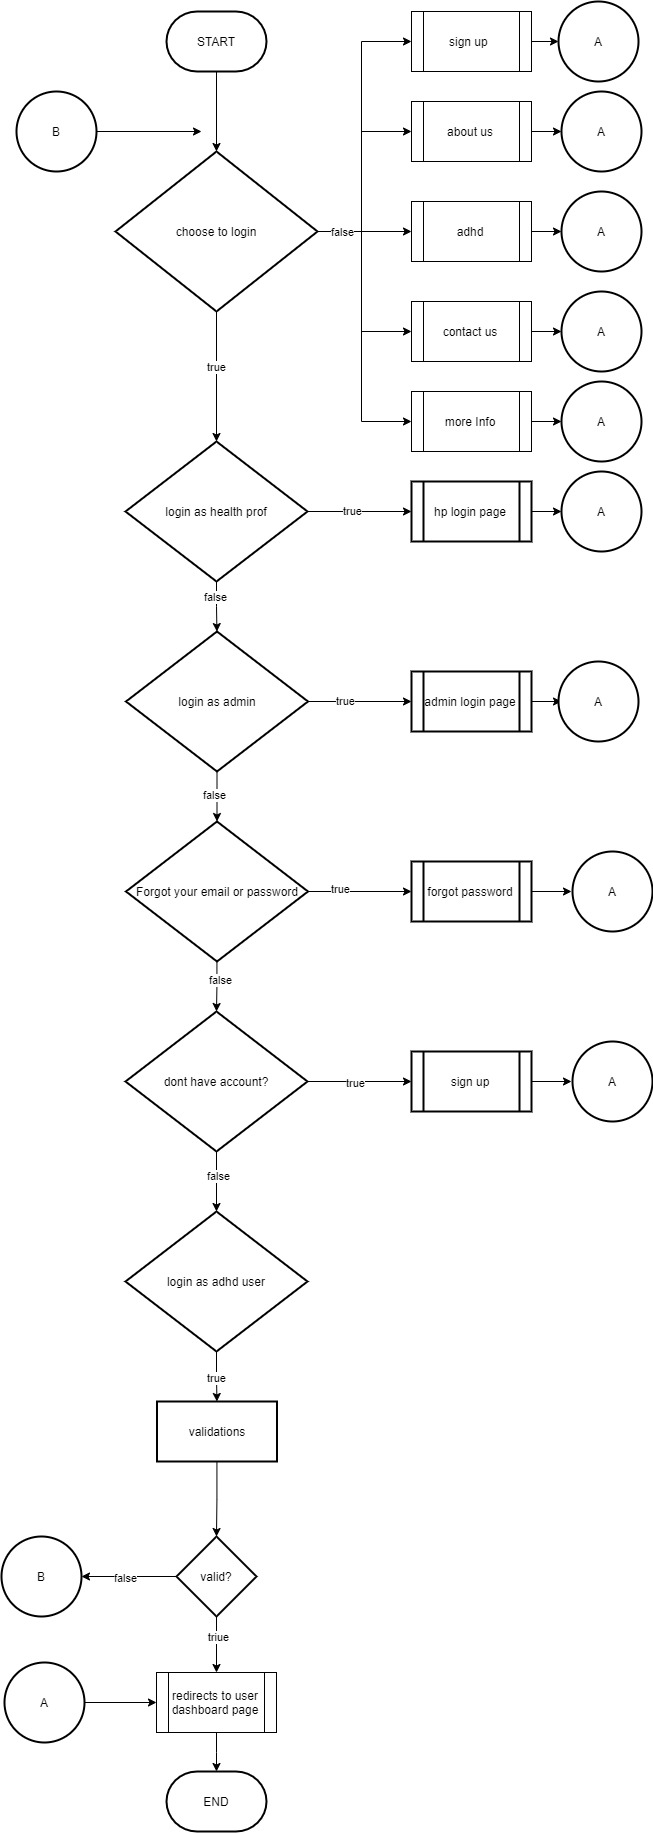 START
sign up
A
B
about us
A
choose to login
false
adhd
A
contact us
A
true
more Info
A
login as health prof
true
hp login page
A
false
login as admin
true
admin login page
A
false
Forgot your email or password
true
forgot password
A
false
dont have account?
true
sign up
A
false
login as adhd user
true
validations
B
false
valid?
triue
A
redirects to user
dashboard page
END